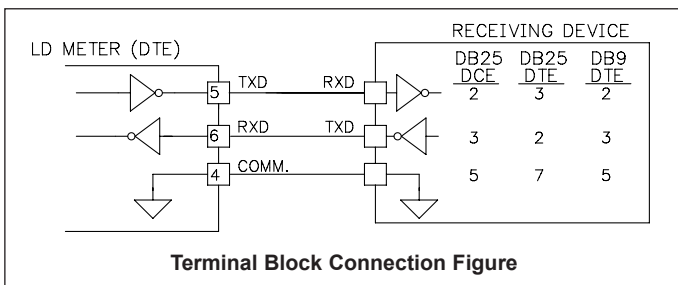 RECEIVING DEVICE
LD METER (DTE)
DB25 DB25 DB9
DCE DTE DTE
5 TXD RXD 2 3 2
6 RXD TXD 3 2 3
4 COMM. 5 7 5
Terminal Block Connection Figure